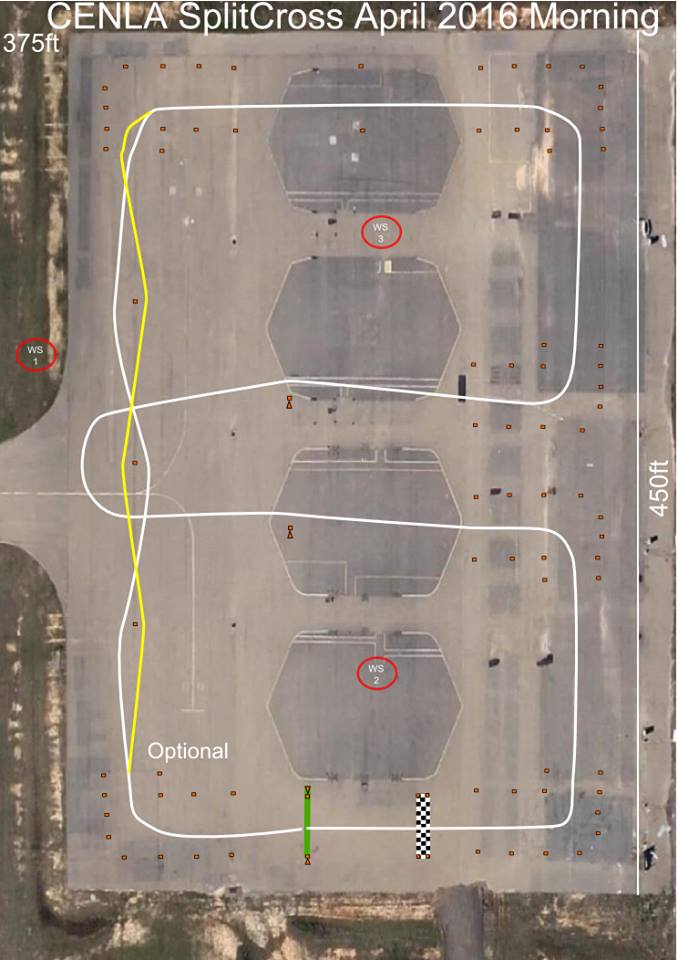 CENLA SplitCross April 2016 Morning
375ft
WS
3
WS
1
450ft
WS
2
Optional